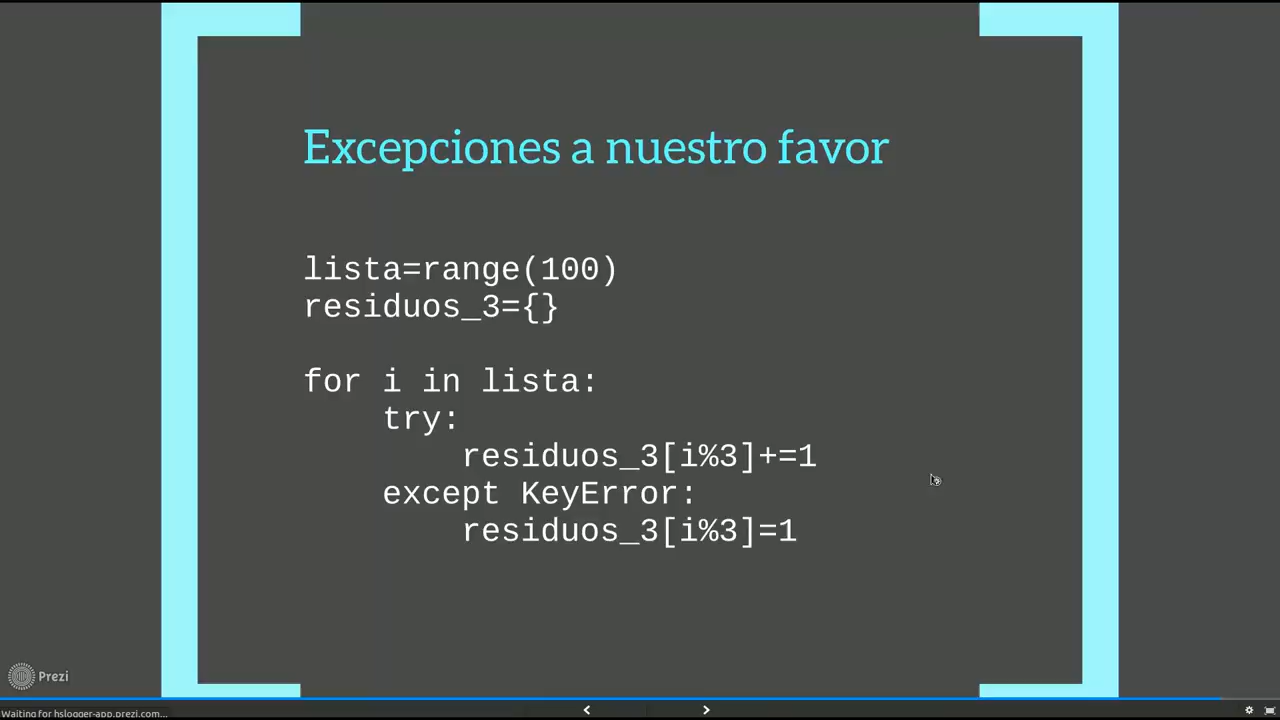 Excepciones a nuestro favor
lista=range(100)
residuos_3={}
for i in lista:
try:
residuos_3[i%3]+=1
except KeyError:
residuos_3[i%3]=1
Prezi
Waiting for hslogger-app.prezi.com...